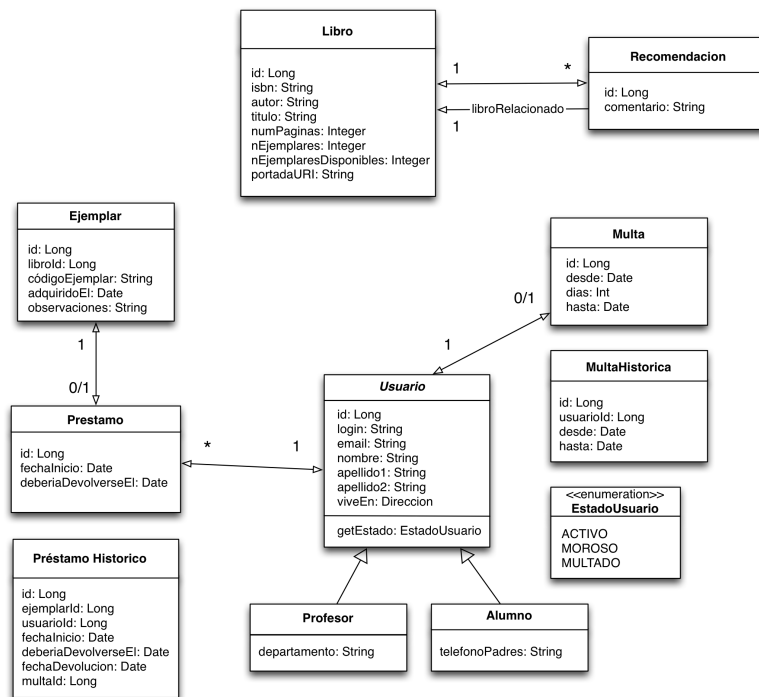 Libro
id: Long
isbn: String
autor: String
titulo: String
numPaginas: Integer
nEjemplares: Integer
nEjemplaresDisponibles: Integer
portadaURI: String
1
*
libroRelacionado
1
Recomendacion
id: Long
comentario: String
Ejemplar
id: Long
libroId: Long
códigoEjemplar: String
adquiridoEl: Date
observaciones: String
1
0/1
Prestamo
id: Long
fechaInicio: Date
deberiaDevolverseEl: Date
*
1
Préstamo Historico
id: Long
ejemplarId: Long
usuarioId: Long
fechaInicio: Date
deberiaDevolverseEl: Date
fechaDevolucion: Date
multaId: Long
Usuario
id: Long
login: String
email: String
nombre: String
apellido1: String
apellido2: String
viveEn: Direccion
getEstado: EstadoUsuario
1
0/1
Multa
id: Long
desde: Date
dias: Int
hasta: Date
MultaHistorica
id: Long
usuarioId: Long
desde: Date
hasta: Date
<<enumeration>>
EstadoUsuario
ACTIVO
MOROSO
MULTADO
Profesor
departamento: String
Alumno
telefonoPadres: String